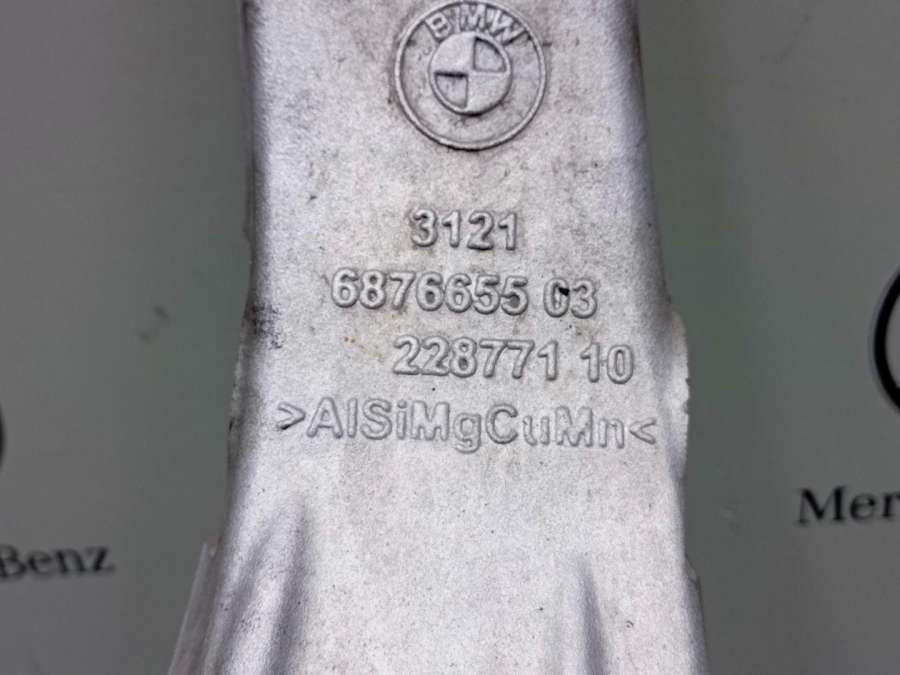 BMW
3121
6876655 03
228771 10
>AlSiMgCuMn<
Mer
Benz